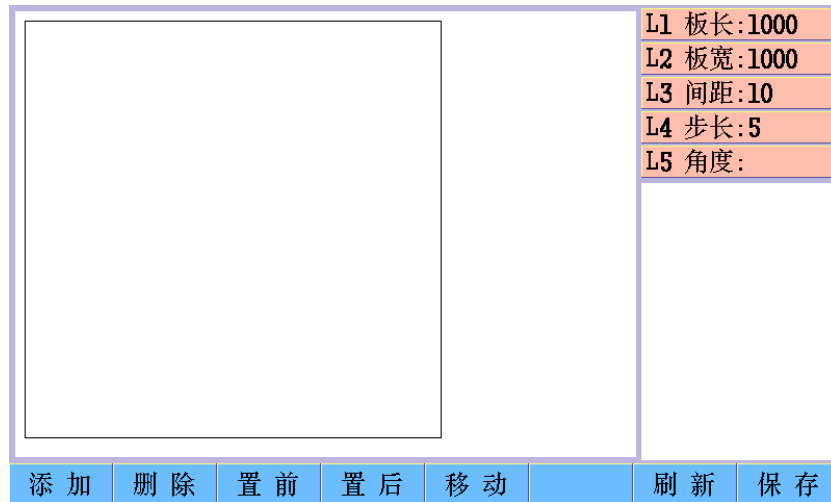 L1 板长:1000
L2 板宽:1000
L3 间距:10
L4 步长:5
L5 角度:
添加 删除 置前 置后 移动 刷新 保存